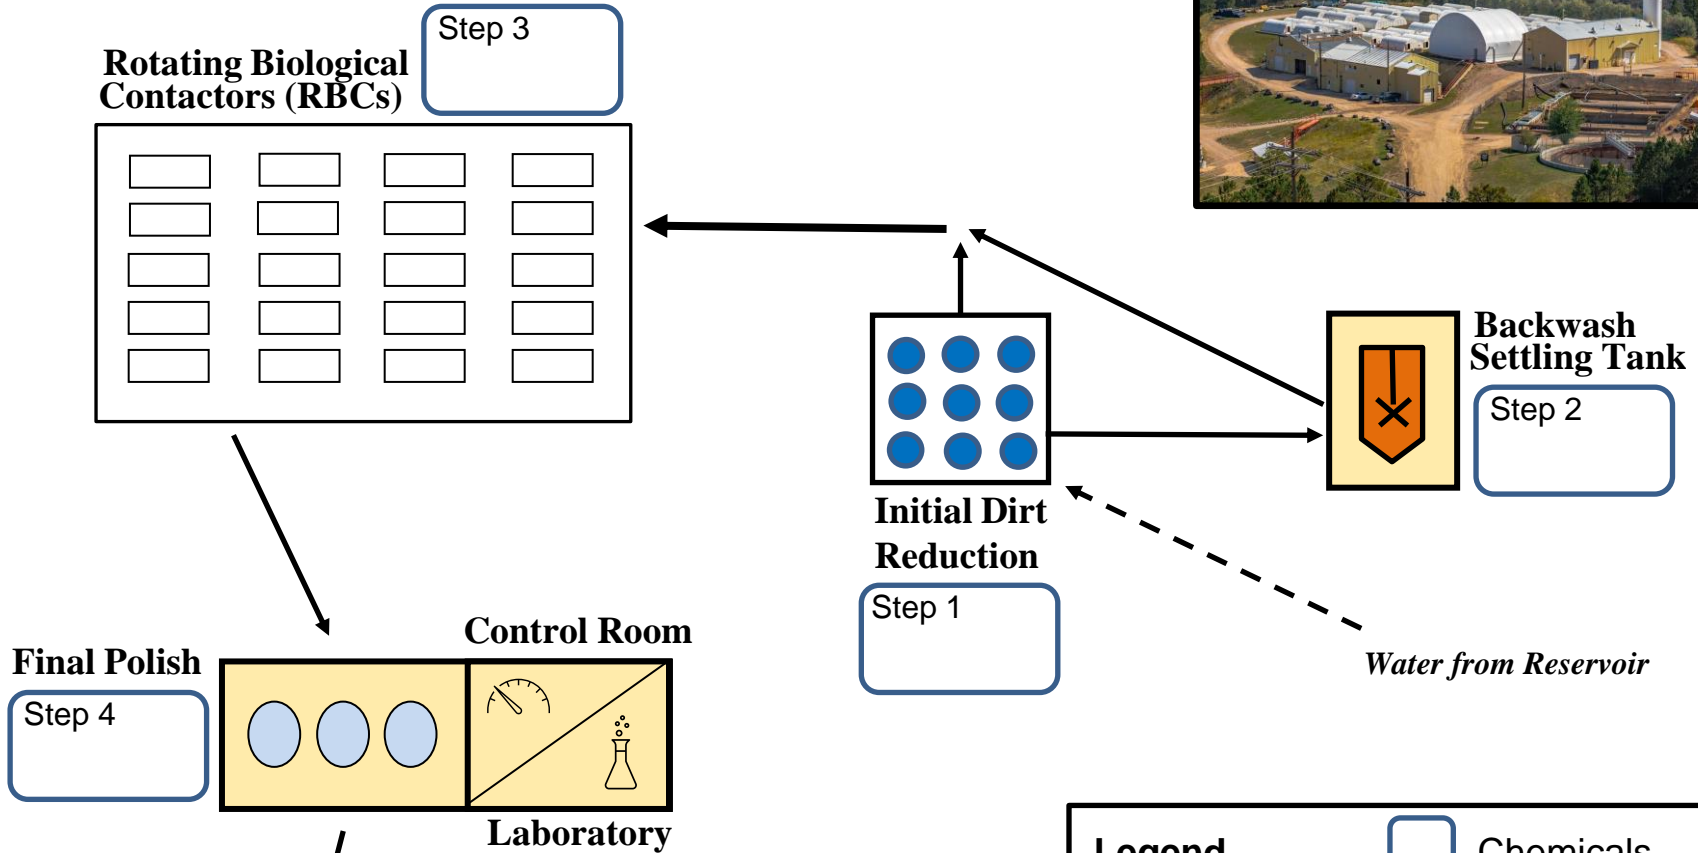 Step 3
Rotating Biological
Contactors (RBCs)
Backwash
Settling Tank
Step 2
Initial Dirt
Reduction
Step 1
Water from Reservoir
Control Room
Final Polish
Step 4
Laboratory
Legend
Chemicals